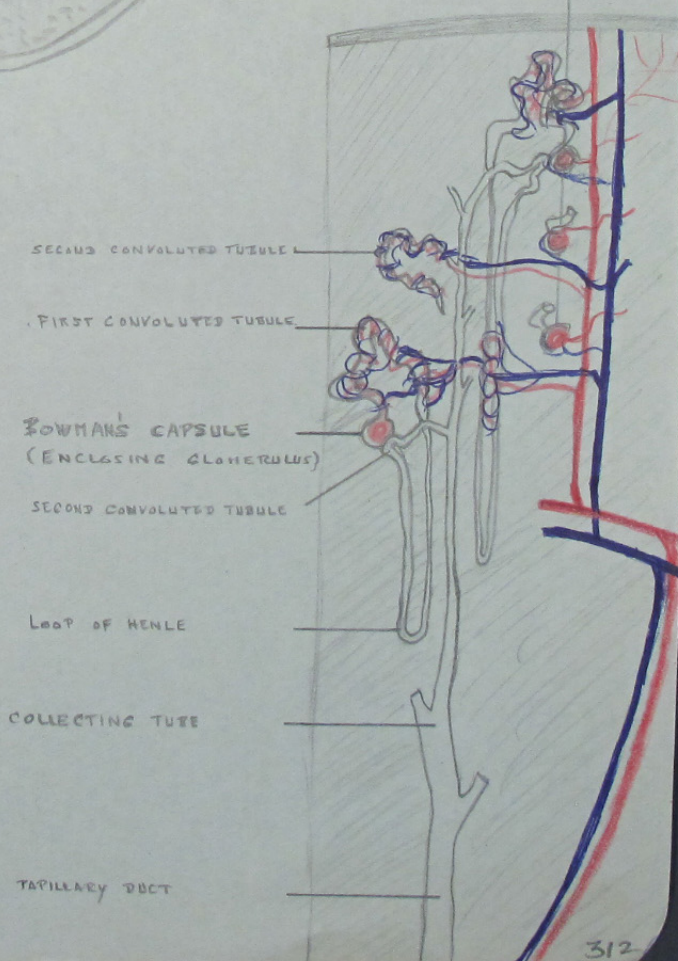 SECOND CONVOLUTED TUBULE
FIRST CONVOLUTED TUBULE
BOWMAN'S CAPSULE
(ENCLOSING GLOMERULUS)
SECOND CONVOLUTED TUBULE
LOOP OF HENLE
COLLECTING TUBE
TAPILLARY DUCT
312